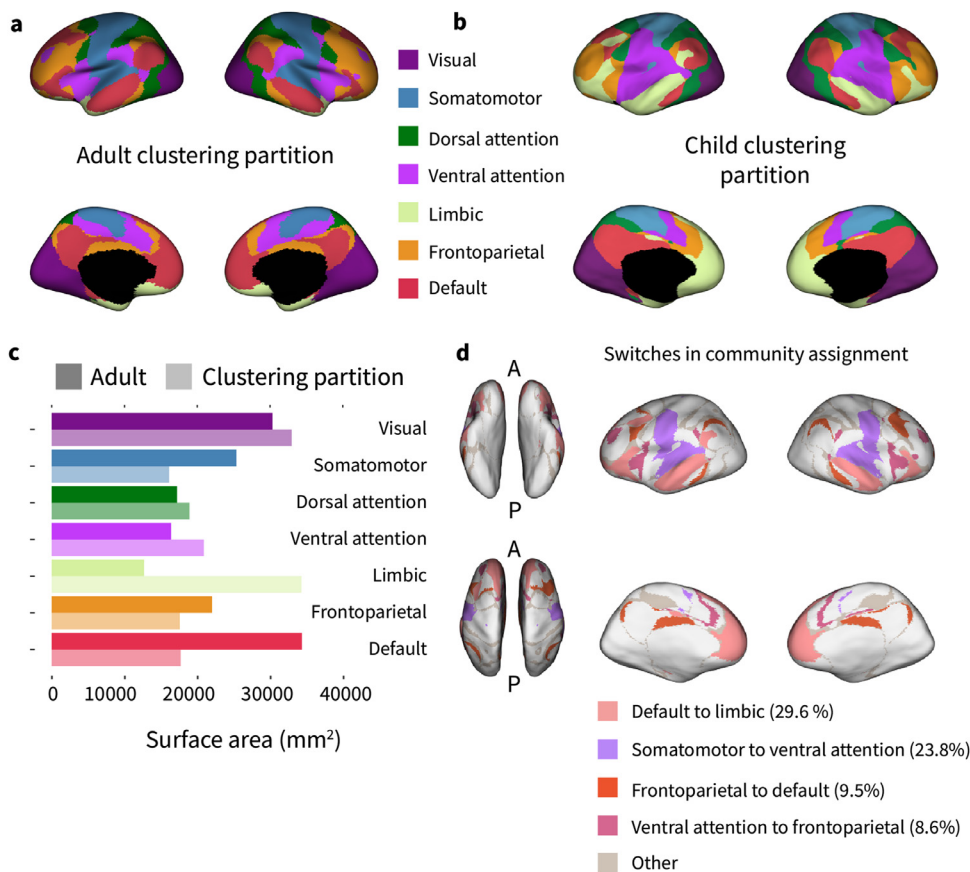 a
b
Visual
Somatomotor
Dorsal attention
Ventral attention
Limbic
Frontoparietal
Default
Adult clustering partition
Child clustering
partition
c
Adult
Clustering partition
Visual
Somatomotor
Dorsal attention
Ventral attention
Limbic
Frontoparietal
Default
0 10000 20000 30000 40000
Surface area (mm²)
d
Switches in community assignment
A
P
A
P
Default to limbic (29.6 %)
Somatomotor to ventral attention (23.8%)
Frontoparietal to default (9.5%)
Ventral attention to frontoparietal (8.6%)
Other